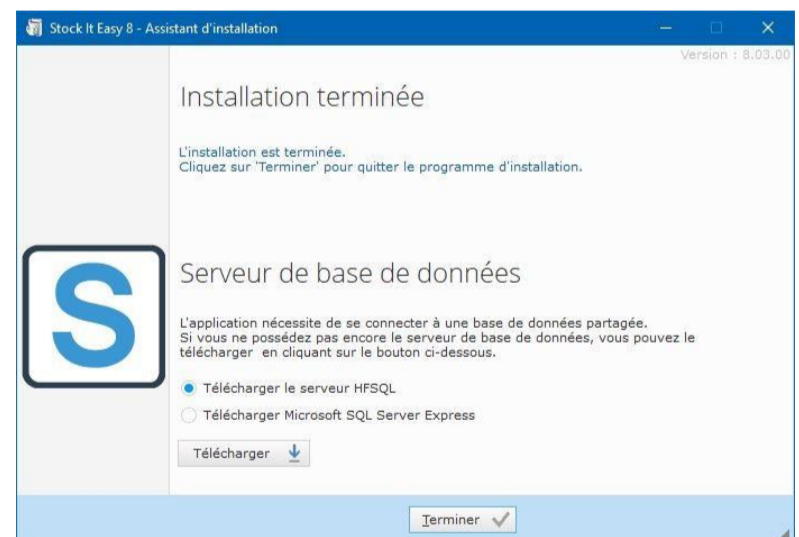 Stock It Easy 8 - Assistant d'installation
Version : 8.03.00
Installation terminée
L'installation est terminée.
Cliquez sur 'Terminer' pour quitter le programme d'installation.
Serveur de base de données
S
L'application nécessite de se connecter à une base de données partagée.
Si vous ne possédez pas encore le serveur de base de données, vous pouvez le
télécharger en cliquant sur le bouton ci-dessous.
Télécharger le serveur HFSQL
Télécharger Microsoft SQL Server Express
Télécharger
Terminer